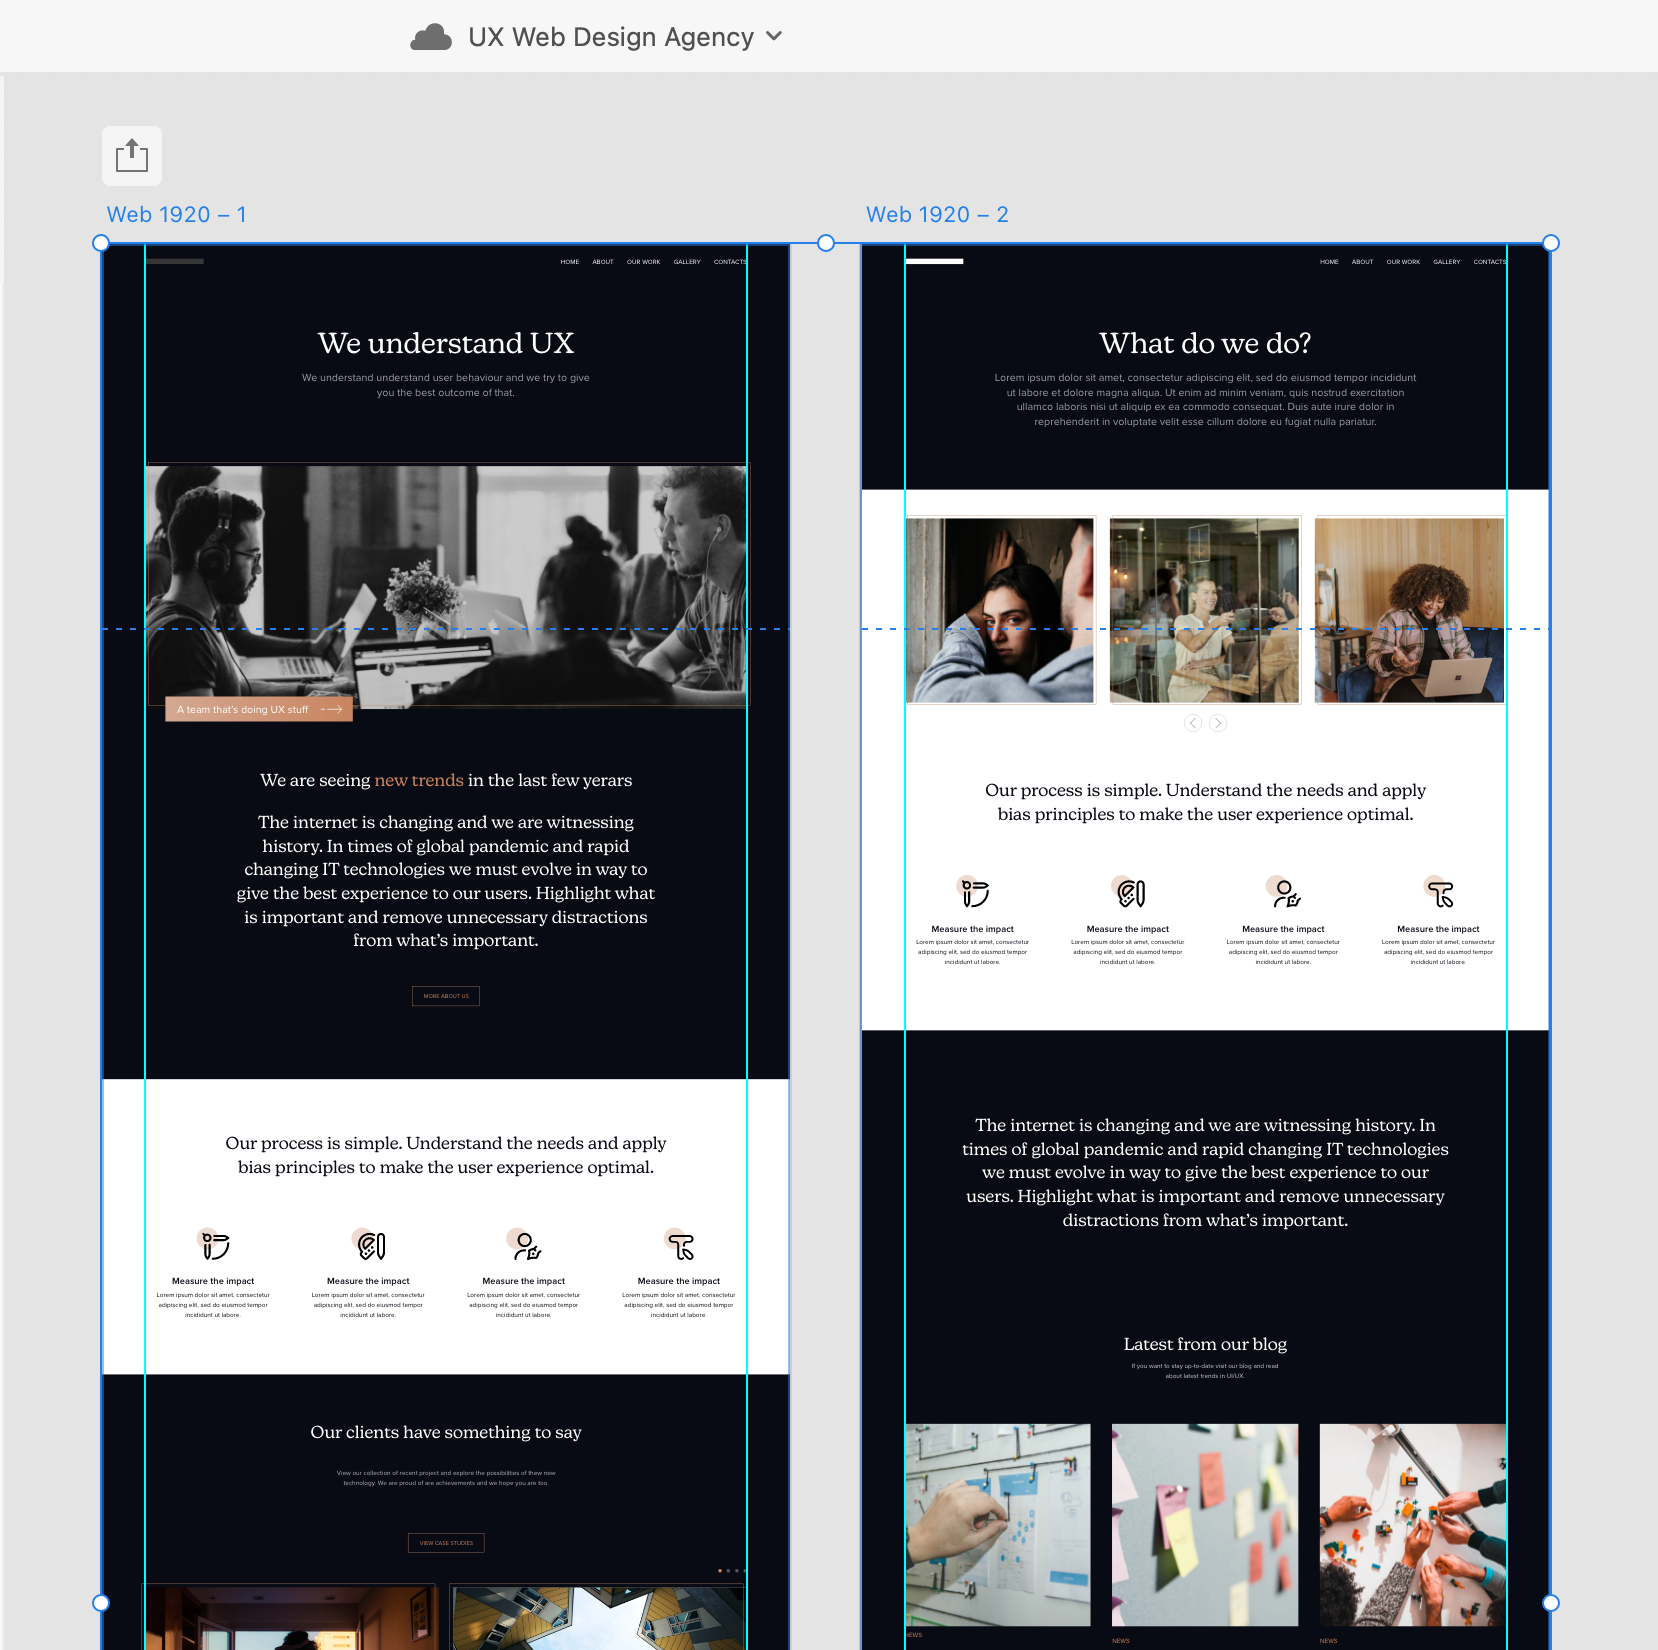 UX Web Design Agency
Web 1920 – 1
HOME ABOUT OUR WORK GALLERY CONTACTS
We understand UX
We understand understand user behaviour and we try to give
you the best outcome of that.
A team that's doing UX stuff
We are seeing new trends in the last few yerars
The internet is changing and we are witnessing
history. In times of global pandemic and rapid
changing IT technologies we must evolve in way to
give the best experience to our users. Highlight what
is important and remove unnecessary distractions
from what's important.
MORE ABOUT US
Our process is simple. Understand the needs and apply
bias principles to make the user experience optimal.
Measure the impact
Lorem ipsum dolor sit amet, consectetur
adipiscing elit, sed do eiusmod tempor
incididunt ut labore.
Measure the impact
Lorem ipsum dolor sit amet, consectetur
adipiscing elit, sed do eiusmod tempor
incididunt ut labore.
Measure the impact
Lorem ipsum dolor sit amet, consectetur
adipiscing elit, sed do eiusmod tempor
incididunt ut labore.
Measure the impact
Lorem ipsum dolor sit amet, consectetur
adipiscing elit, sed do eiusmod tempor
incididunt ut labore.
Our clients have something to say
View our collection of recent project and explore the possibilities of thew new
technology. We are proud of are achievements and we hope you are too.
VIEW CASE STUDIES
Web 1920 – 2
HOME ABOUT OUR WORK GALLERY CONTACTS
What do we do?
Lorem ipsum dolor sit amet, consectetur adipiscing elit, sed do eiusmod tempor incididunt
ut labore et dolore magna aliqua. Ut enim ad minim veniam, quis nostrud exercitation
ullamco laboris nisi ut aliquip ex ea commodo consequat. Duis aute irure dolor in
reprehenderit in voluptate velit esse cillum dolore eu fugiat nulla pariatur.
Our process is simple. Understand the needs and apply
bias principles to make the user experience optimal.
Measure the impact
Lorem ipsum dolor sit amet, consectetur
adipiscing elit, sed do eiusmod tempor
incididunt ut labore.
Measure the impact
Lorem ipsum dolor sit amet, consectetur
adipiscing elit, sed do eiusmod tempor
incididunt ut labore.
Measure the impact
Lorem ipsum dolor sit amet, consectetur
adipiscing elit, sed do eiusmod tempor
incididunt ut labore.
Measure the impact
Lorem ipsum dolor sit amet, consectetur
adipiscing elit, sed do eiusmod tempor
incididunt ut labore.
The internet is changing and we are witnessing history. In
times of global pandemic and rapid changing IT technologies
we must evolve in way to give the best experience to our
users. Highlight what is important and remove unnecessary
distractions from what's important.
Latest from our blog
If you want to stay up-to-date visit our blog and read
about latest trends in UI/UX.
NEWS
NEWS
NEWS